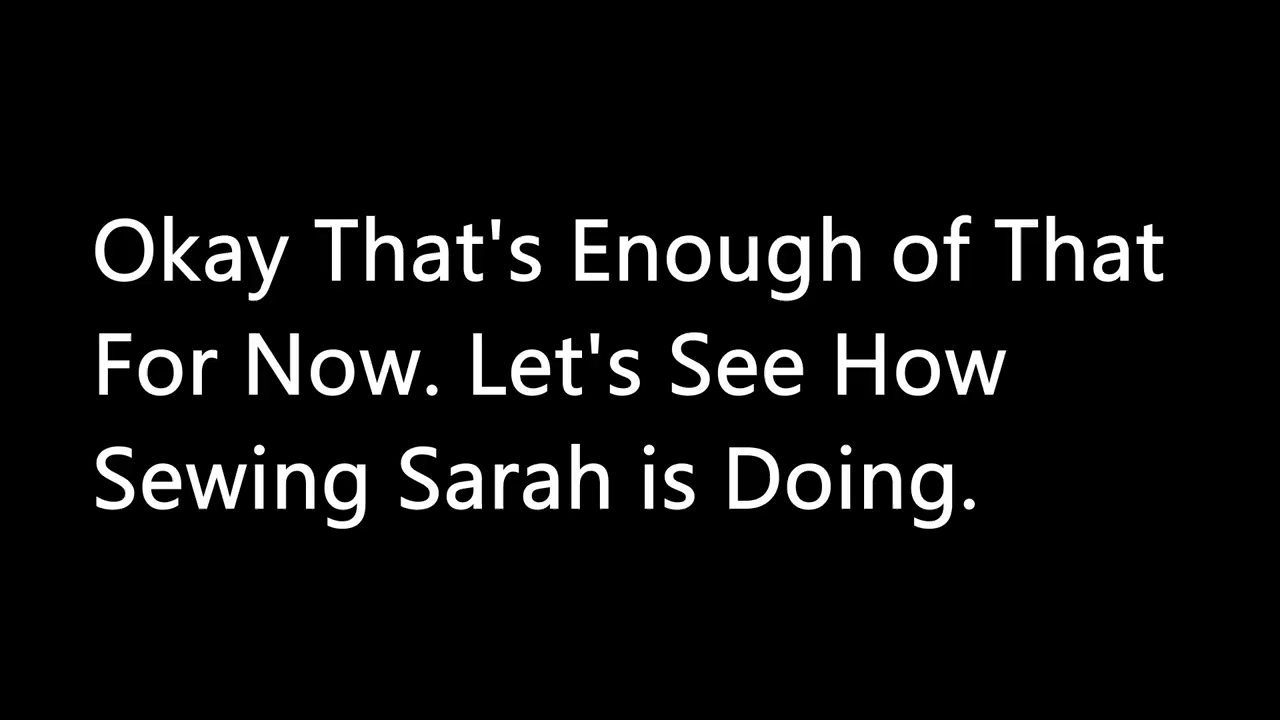 Okay That's Enough of That
For Now. Let's See How
Sewing Sarah is Doing.